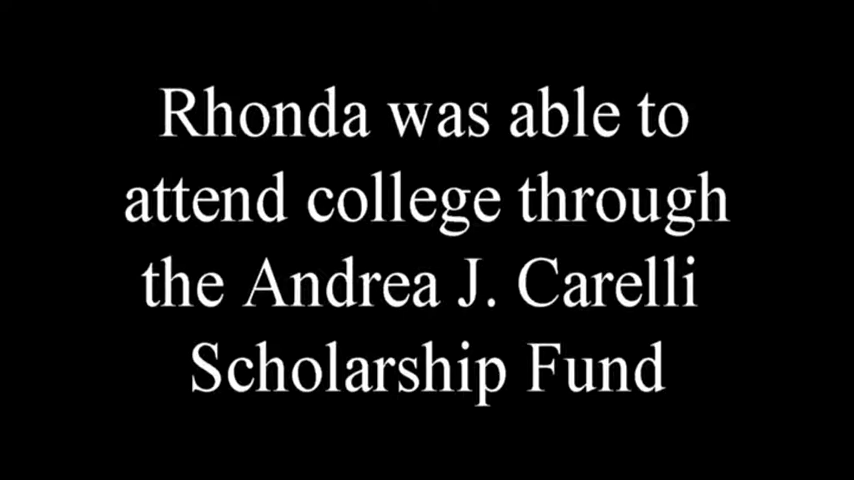 Rhonda was able to
attend college through
the Andrea J. Carelli
Scholarship Fund